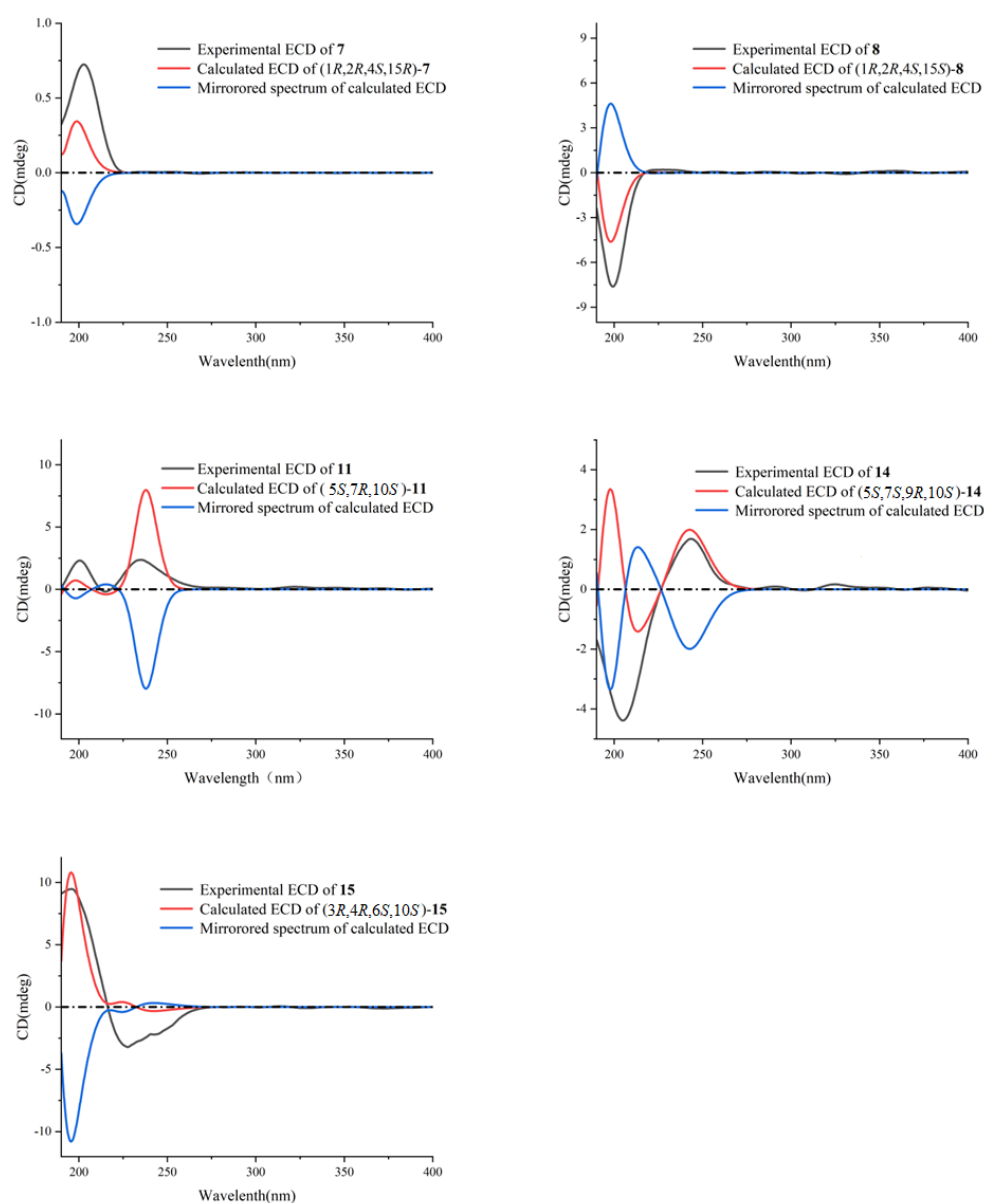 Experimental ECD of 7
Calculated ECD of (1R,2R,4S,15R)-7
Mirrorored spectrum of calculated ECD
CD(mdeg)
1.0
0.5
0.0
-0.5
-1.0
200 250 300 350 400
Wavelenth(nm)
Experimental ECD of 8
Calculated ECD of (1R,2R,4S,15S)-8
Mirrorored spectrum of calculated ECD
CD(mdeg)
9
6
3
0
-3
-6
-9
200 250 300 350 400
Wavelenth(nm)
Experimental ECD of 11
Calculated ECD of ( 5S,7R,10S )-11
Mirrored spectrum of calculated ECD
CD(mdeg)
10
5
0
-5
-10
200 250 300 350 400
Wavelength（nm）
Experimental ECD of 14
Calculated ECD of (5S,7S,9R,10S )-14
Mirrorored spectrum of calculated ECD
CD(mdeg)
4
2
0
-2
-4
200 250 300 350 400
Wavelenth(nm)
Experimental ECD of 15
Calculated ECD of (3R,4R,6S,10S )-15
Mirrorored spectrum of calculated ECD
CD(mdeg)
10
5
0
-5
-10
200 250 300 350 400
Wavelenth(nm)